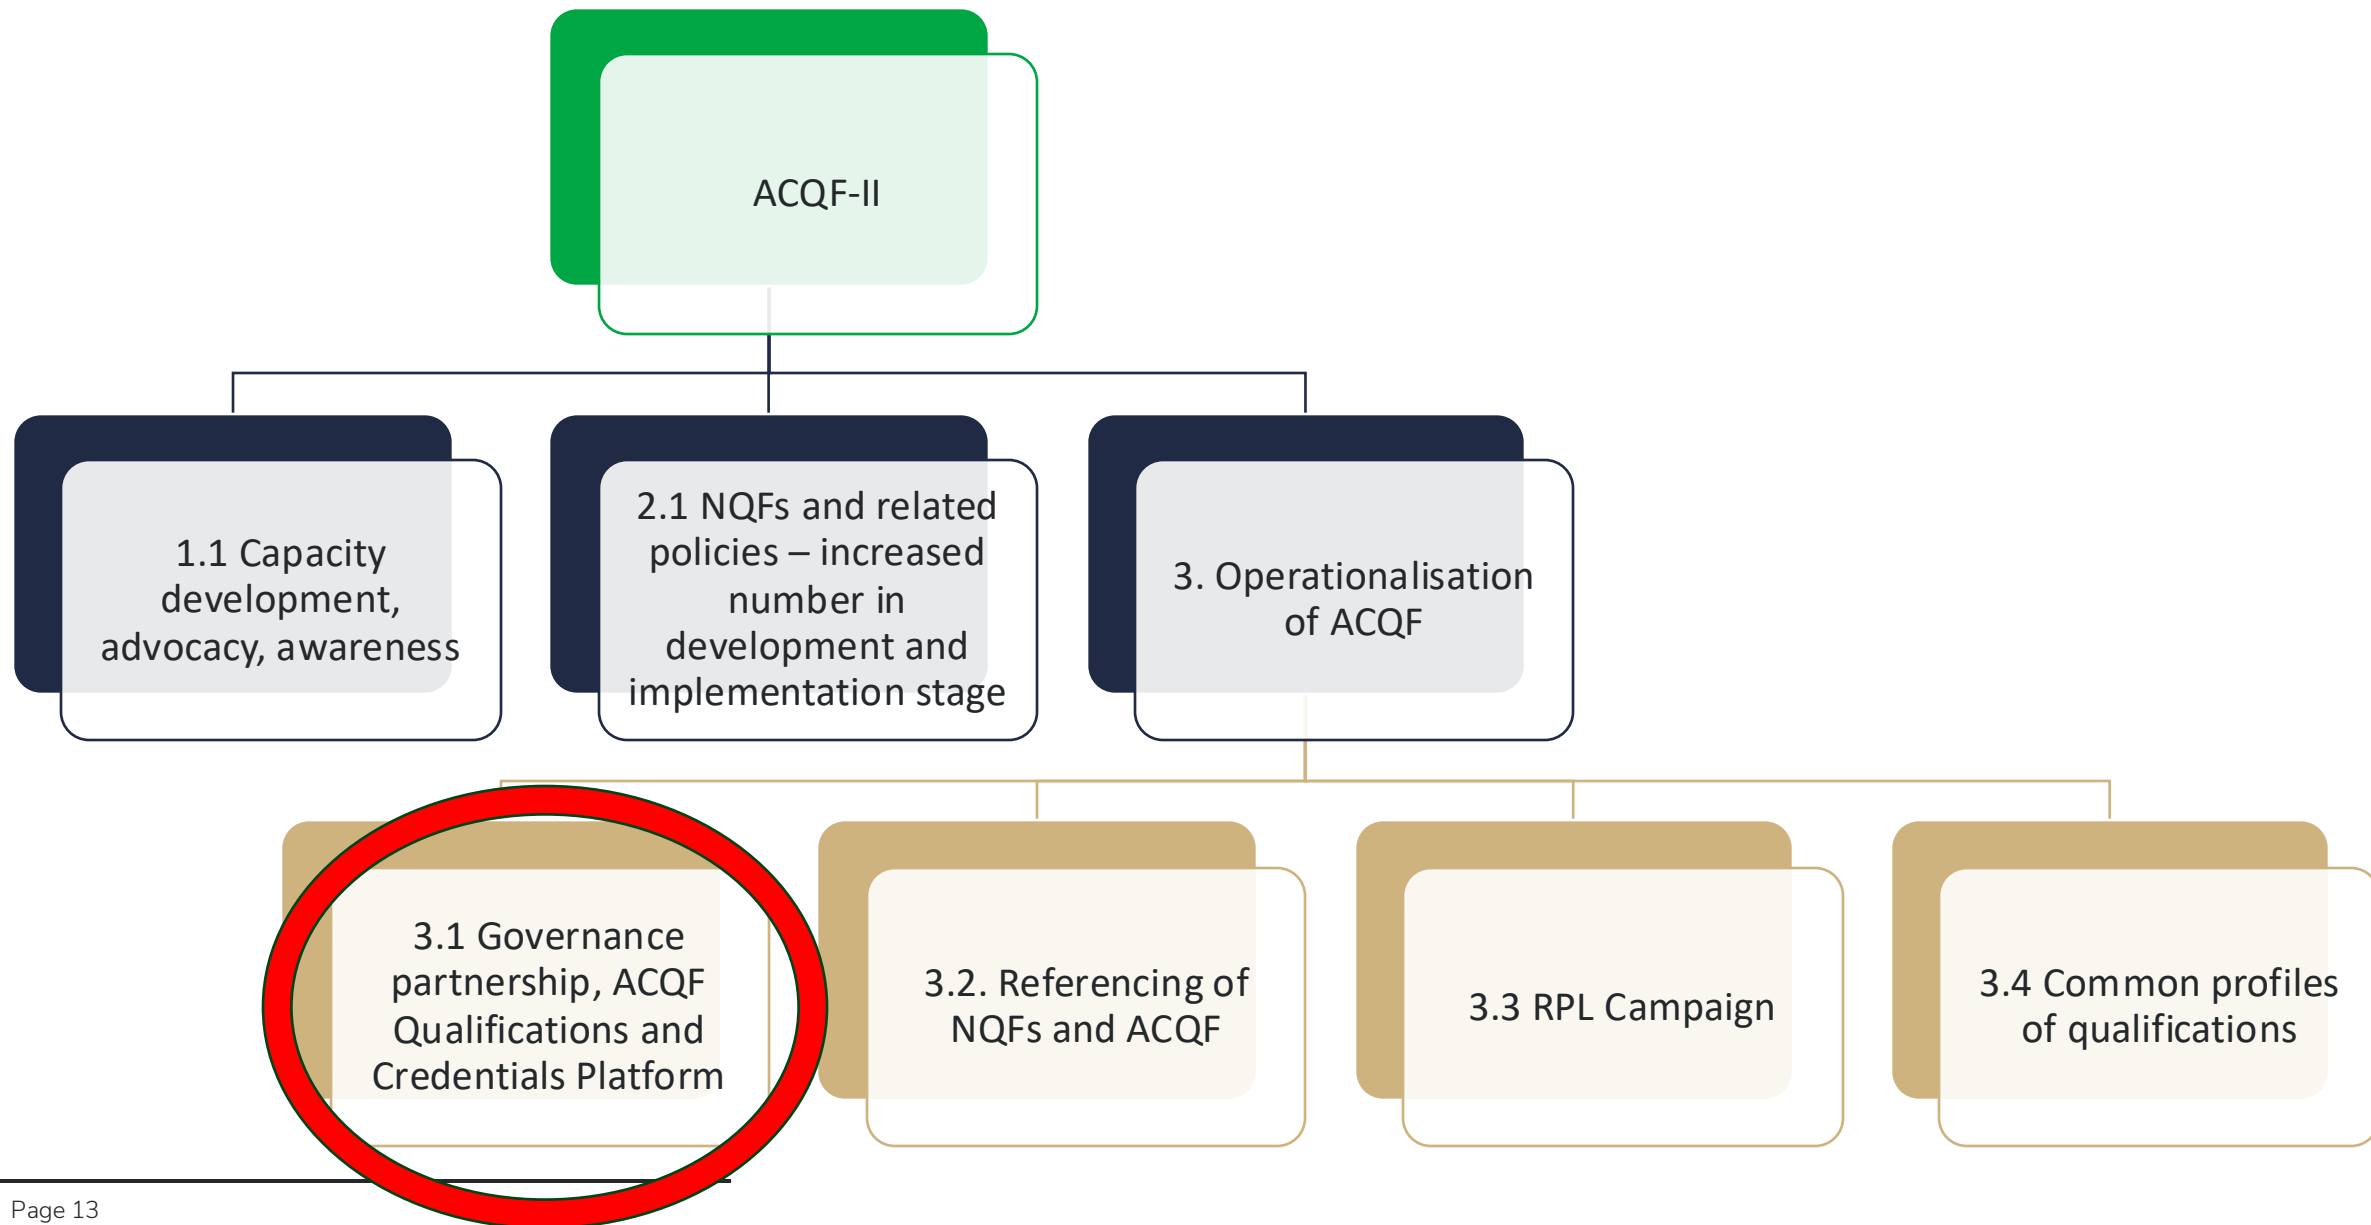 ACQF-II
1.1 Capacity
development,
advocacy, awareness
2.1 NQFs and related
policies – increased
number in
development and
implementation stage
3. Operationalisation
of ACQF
3.1 Governance
partnership, ACQF
Qualifications and
Credentials Platform
3.2. Referencing of
NQFs and ACQF
3.3 RPL Campaign
3.4 Common profiles
of qualifications
Page 13